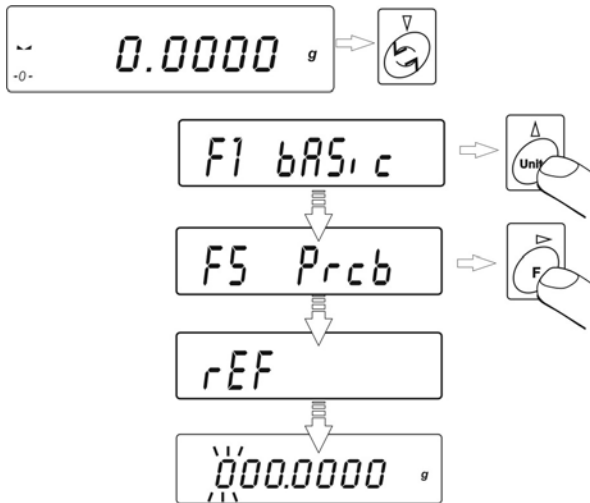 -0- 0.0000 g
F1 bASic
Unit
F5 Prcb
F
rEF
000.0000 g